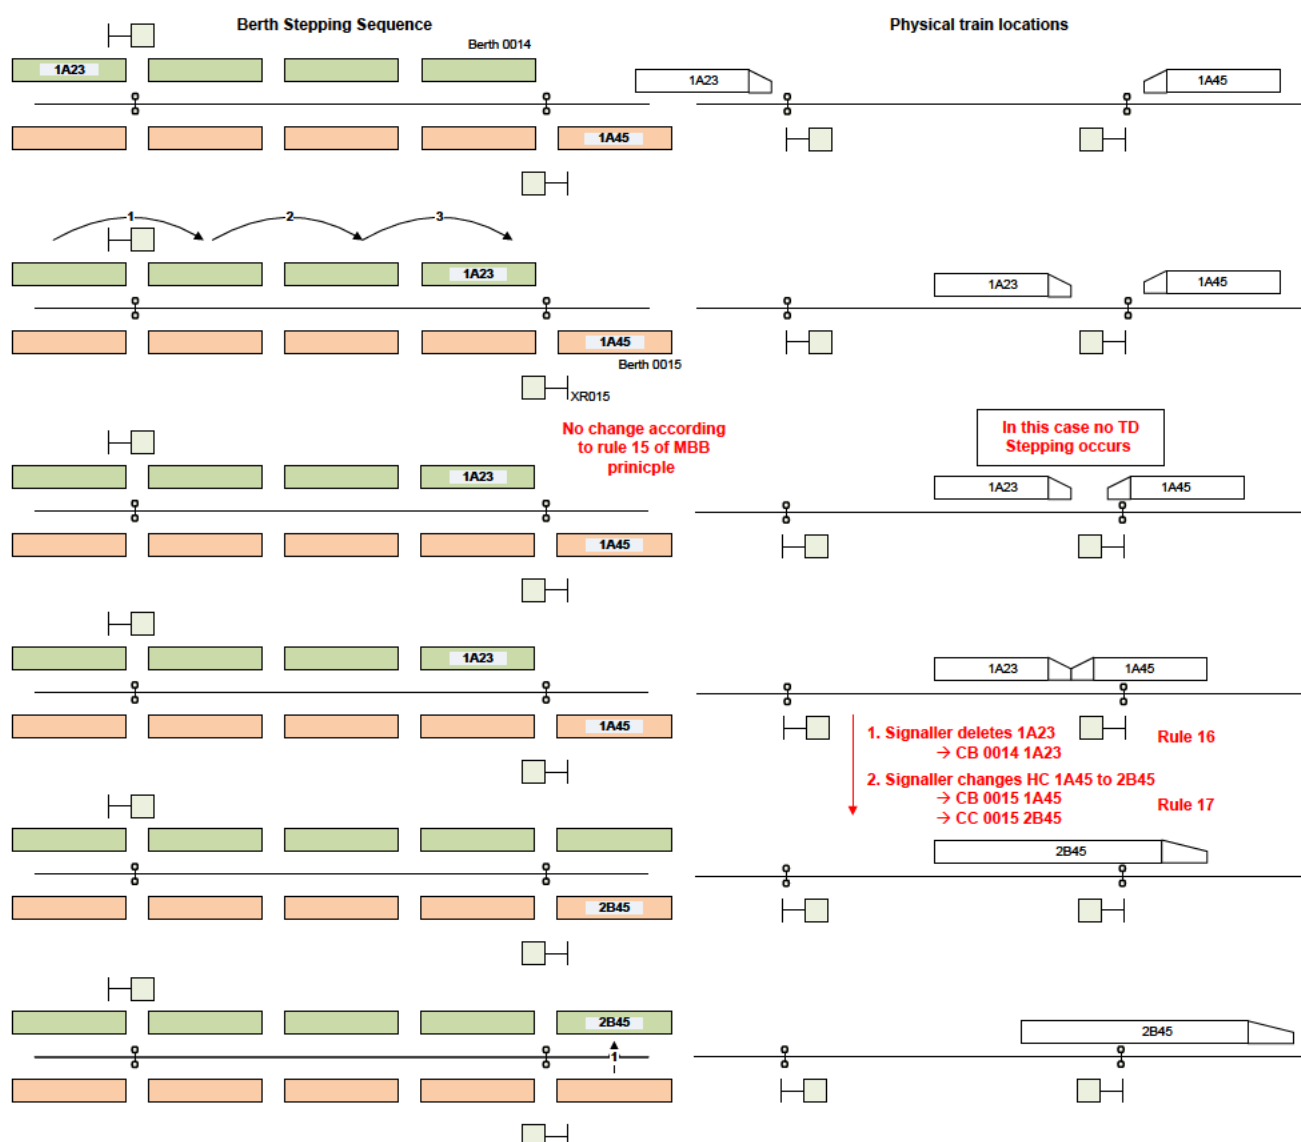 Berth Stepping Sequence
Physical train locations
Berth 0014
1A23
1A45
1A23
1A45
1
2
3
1A23
1A45
Berth 0015
XR015
1A23
1A45
No change according
to rule 15 of MBB
prinicple
In this case no TD
Stepping occurs
1A23
1A45
1A23
1A45
1A23
1A45
1A23
1A45
1. Signaller deletes 1A23
→ CB 0014 1A23
Rule 16
2. Signaller changes HC 1A45 to 2B45
→ CB 0015 1A45
→ CC 0015 2B45
Rule 17
2B45
2B45
2B45
1
2B45